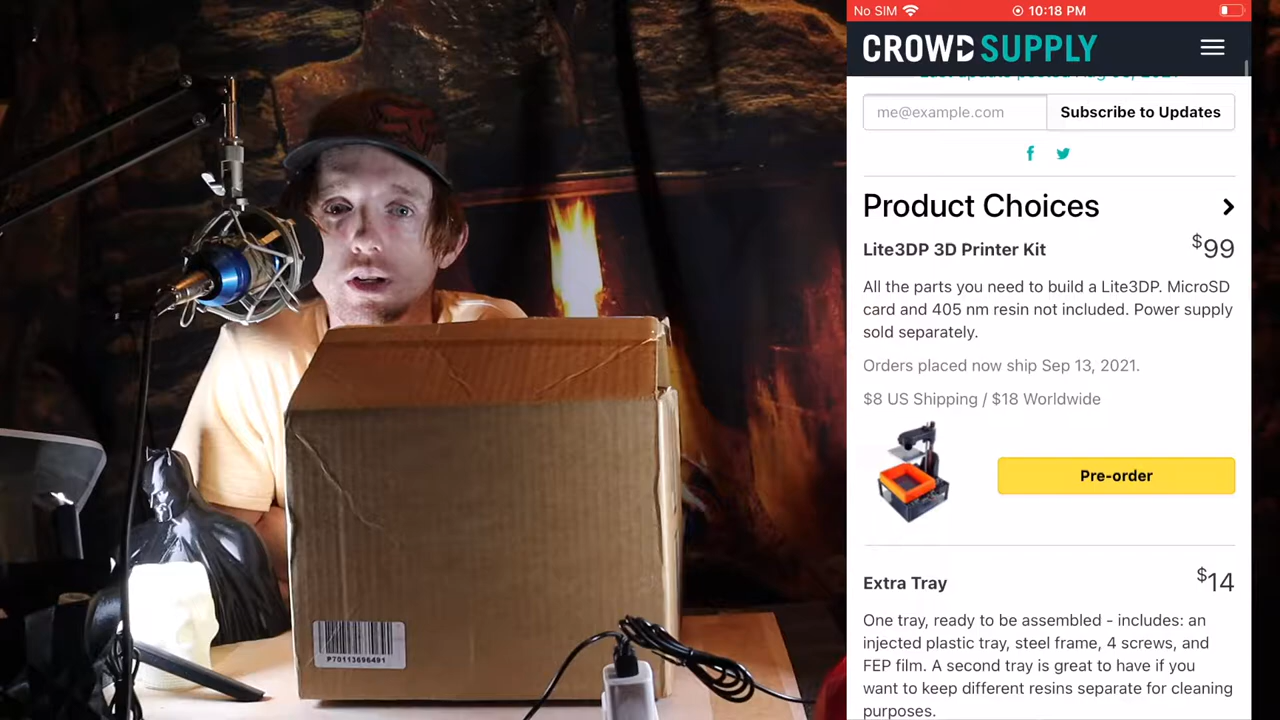 No SIM 10:18 PM
CROWD SUPPLY
me@example.com Subscribe to Updates
Product Choices
Lite3DP 3D Printer Kit $99
All the parts you need to build a Lite3DP. MicroSD
card and 405 nm resin not included. Power supply
sold separately.
Orders placed now ship Sep 13, 2021.
$8 US Shipping / $18 Worldwide
Pre-order
Extra Tray $14
One tray, ready to be assembled - includes: an
injected plastic tray, steel frame, 4 screws, and
FEP film. A second tray is great to have if you
want to keep different resins separate for cleaning
purposes.
P70113696491